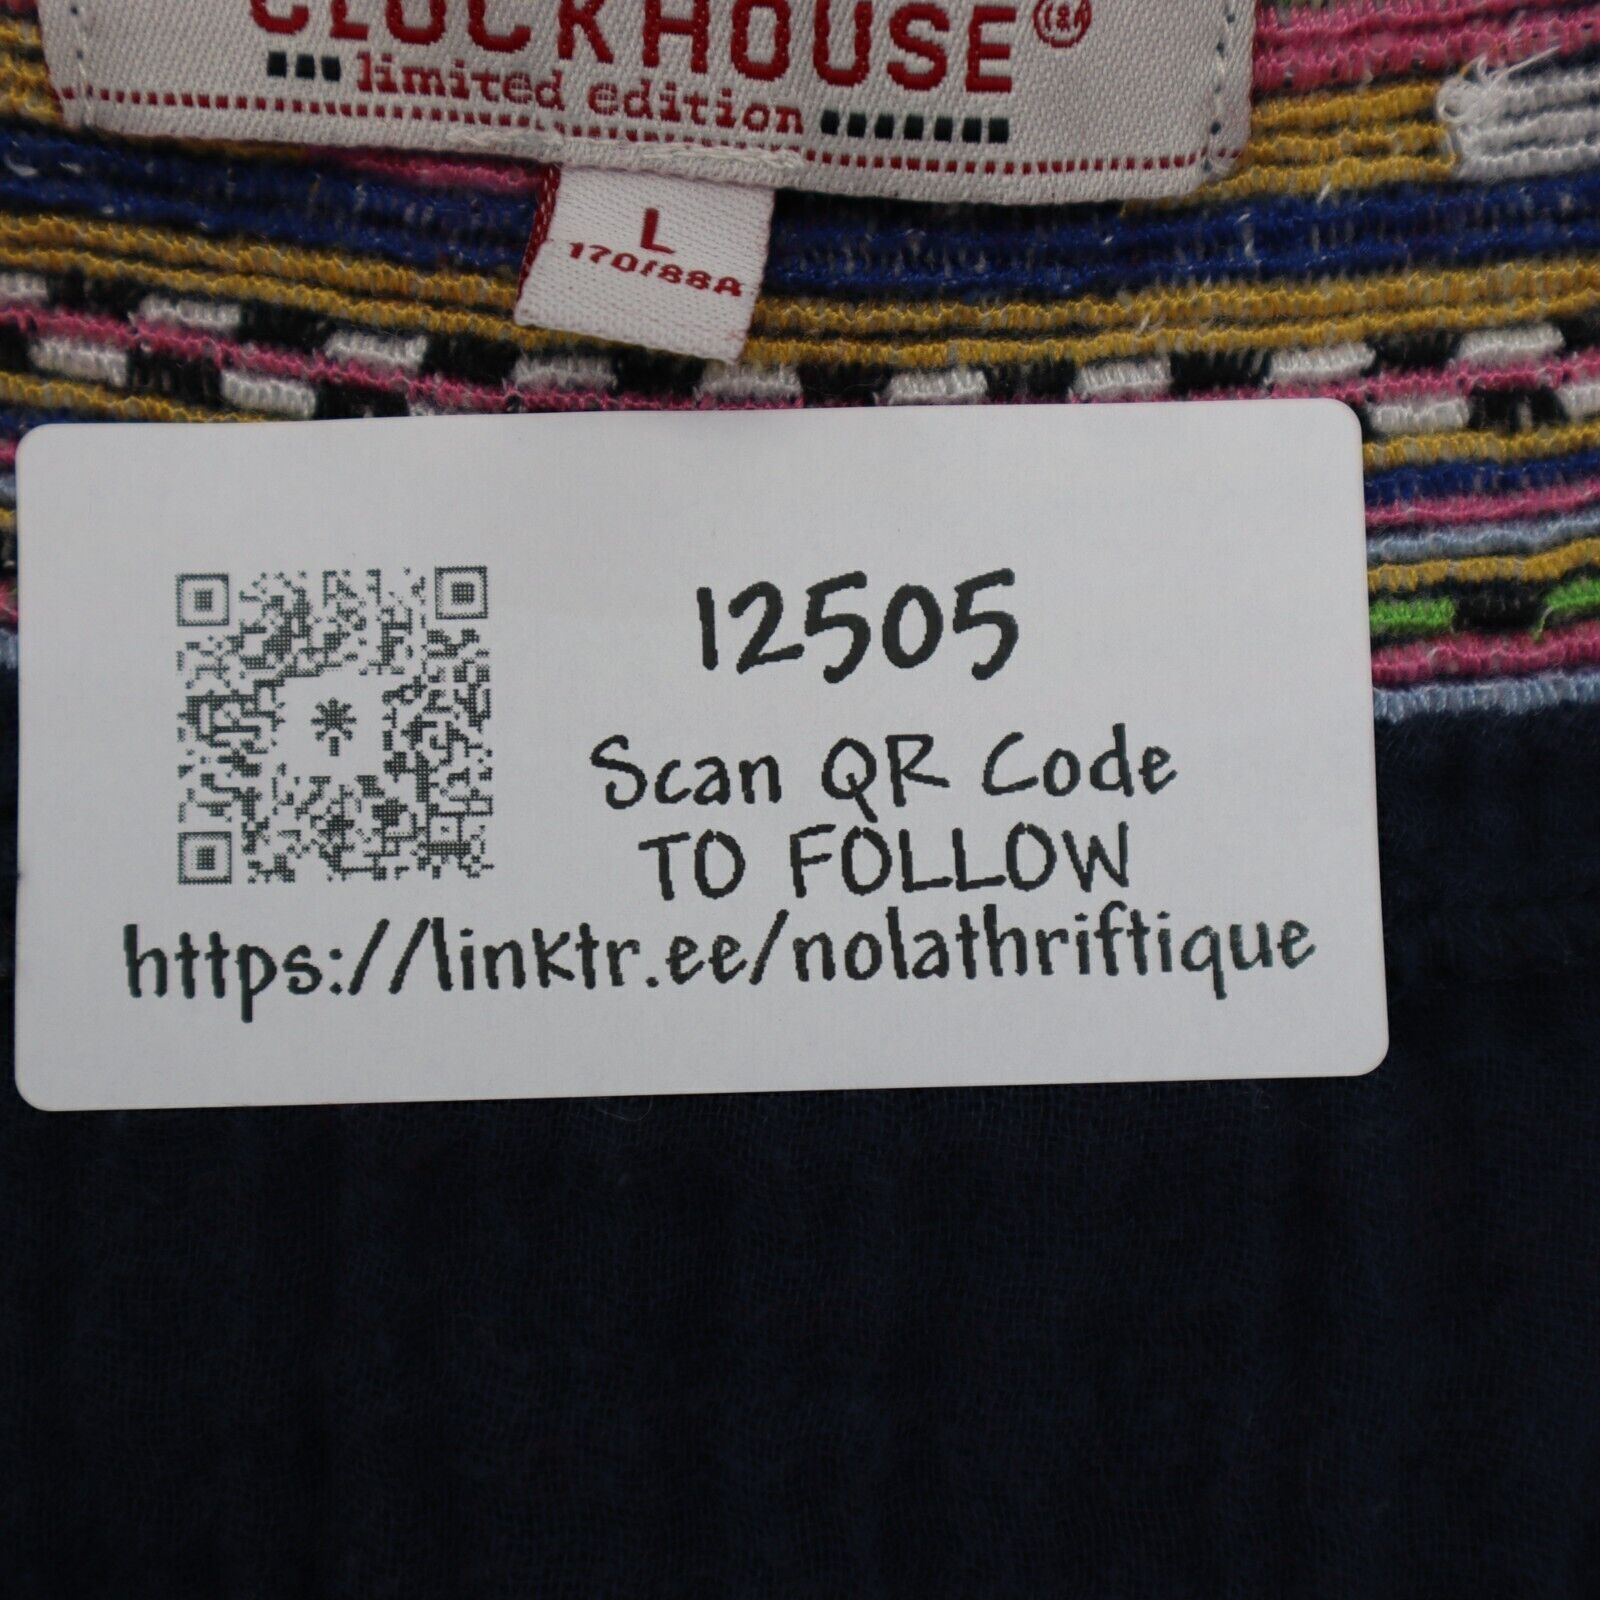 CLOCKHOUSE
limited edition
L
170/88A
12505
Scan QR Code
TO FOLLOW
https://linktr.ee/nolathriftique